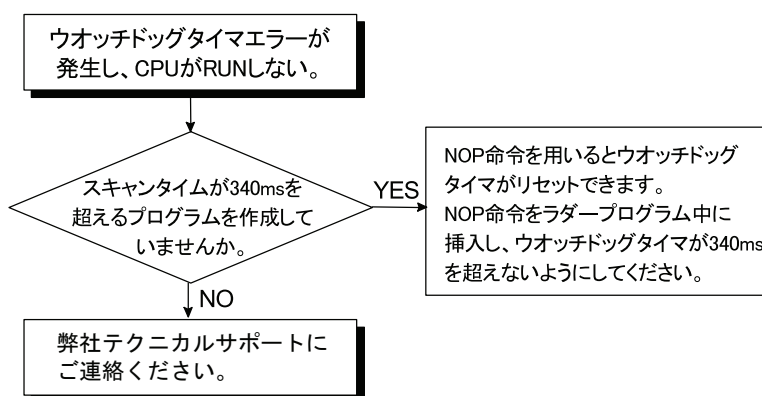 ウオッチドッグタイマエラーが
発生し、CPUがRUNしない。
スキャンタイムが340msを
超えるプログラムを作成して
いませんか。
YES
NOP命令を用いるとウオッチドッグ
タイマがリセットできます。
NOP命令をラダープログラム中に
挿入し、ウオッチドッグタイマが340ms
を超えないようにしてください。
NO
弊社テクニカルサポートに
ご連絡ください。